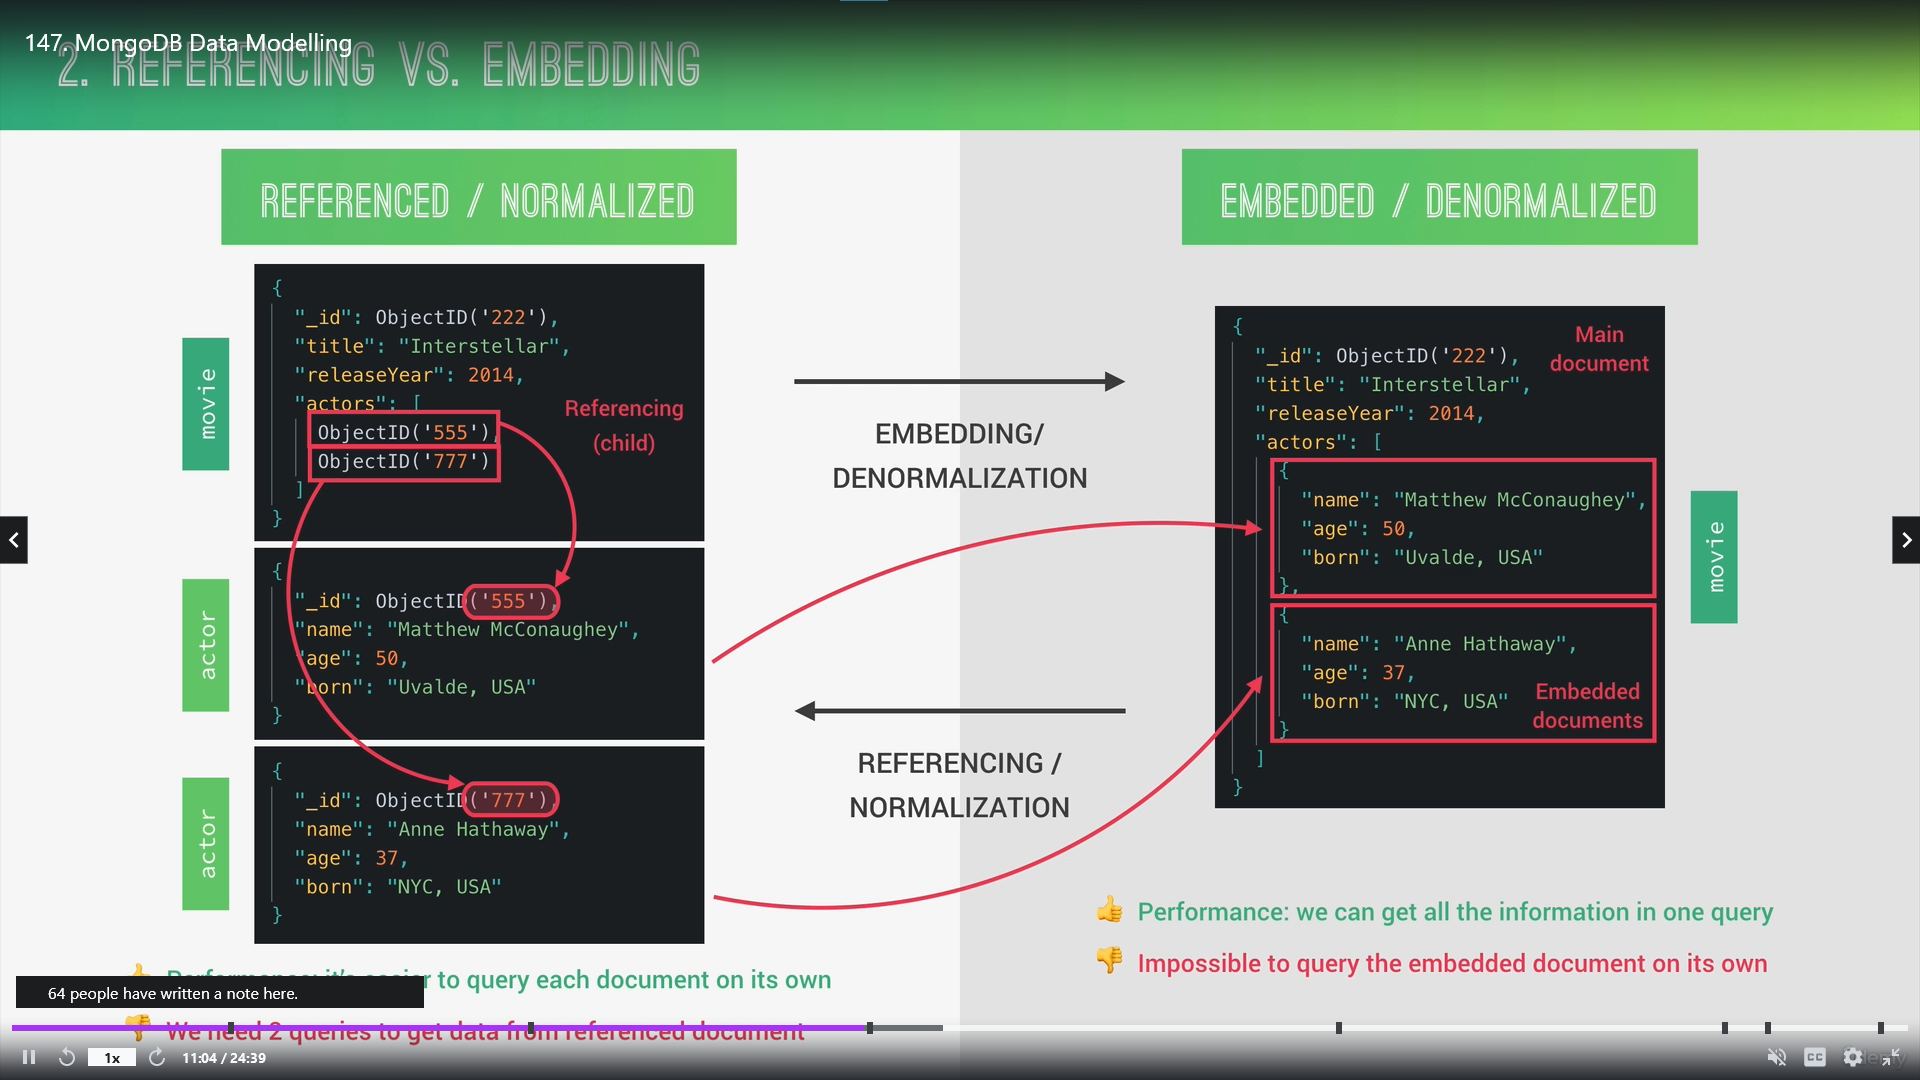 147. MongoDB Data Modelling
2. REFERENCING VS. EMBEDDING
REFERENCED / NORMALIZED
movie
{
"_id": ObjectID('222'),
"title": "Interstellar",
"releaseYear": 2014,
"actors": [
ObjectID('555'),
ObjectID('777')
]
}
Referencing
(child)
actor
{
"_id": ObjectID('555'),
"name": "Matthew McConaughey",
"age": 50,
"born": "Uvalde, USA"
}
actor
{
"_id": ObjectID('777'),
"name": "Anne Hathaway",
"age": 37,
"born": "NYC, USA"
}
👍 Performance: it's easier to query each document on its own
👎 We need 2 queries to get data from referenced document
EMBEDDING/
DENORMALIZATION
REFERENCING /
NORMALIZATION
EMBEDDED / DENORMALIZED
{
"_id": ObjectID('222'),
"title": "Interstellar",
"releaseYear": 2014,
"actors": [
{
"name": "Matthew McConaughey",
"age": 50,
"born": "Uvalde, USA"
},
{
"name": "Anne Hathaway",
"age": 37,
"born": "NYC, USA"
}
]
}
Main
document
Embedded
documents
movie
👍 Performance: we can get all the information in one query
👎 Impossible to query the embedded document on its own
64 people have written a note here.
1x
11:04 / 24:39
CC